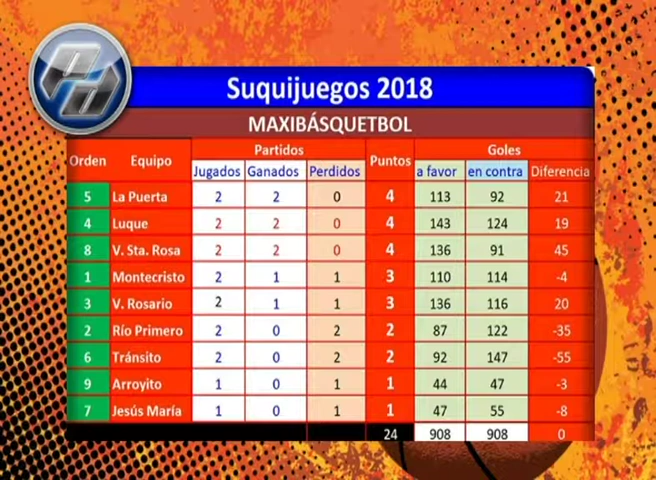 Suquijuegos 2018
MAXIBÁSQUETBOL
Orden Equipo Partidos Puntos Goles
Jugados Ganados Perdidos a favor en contra Diferencia
5 La Puerta 2 2 0 4 113 92 21
4 Luque 2 2 0 4 143 124 19
8 V. Sta. Rosa 2 2 0 4 136 91 45
1 Montecristo 2 1 1 3 110 114 -4
3 V. Rosario 2 1 1 3 136 116 20
2 Río Primero 2 0 2 2 87 122 -35
6 Tránsito 2 0 2 2 92 147 -55
9 Arroyito 1 0 1 1 44 47 -3
7 Jesús María 1 0 1 1 47 55 -8
24 908 908 0